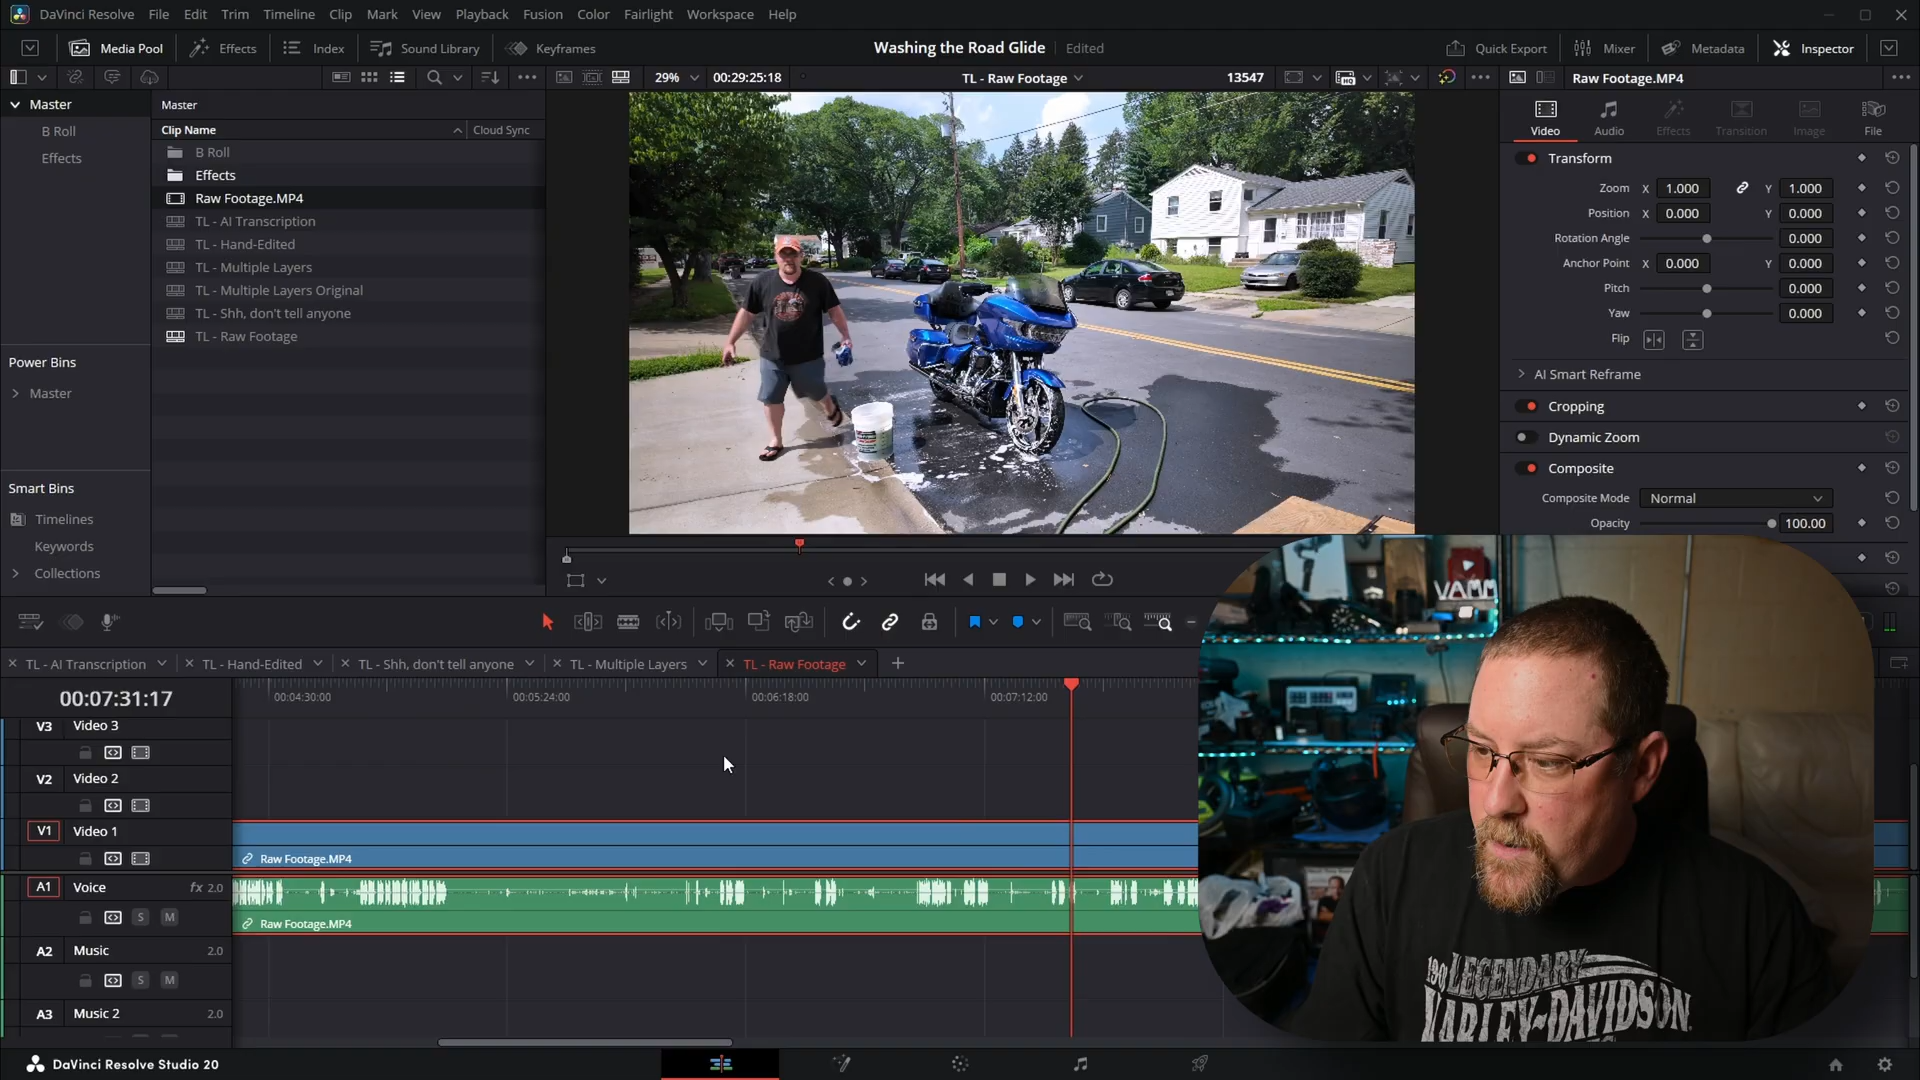 DaVinci Resolve File Edit Trim Timeline Clip Mark View Playback Fusion Color Fairlight Workspace Help
Media Pool Effects Index Sound Library Keyframes Washing the Road Glide Edited Quick Export Mixer Metadata Inspector
29% 00:29:25:18 TL - Raw Footage 13547 Raw Footage.MP4
Master
B Roll
Effects
Power Bins
Master
Smart Bins
Timelines
Keywords
Collections
Master
Clip Name Cloud Sync
B Roll
Effects
Raw Footage.MP4
TL - AI Transcription
TL - Hand-Edited
TL - Multiple Layers
TL - Multiple Layers Original
TL - Shh, don't tell anyone
TL - Raw Footage
Video Audio Effects Transition Image File
Transform
Zoom X 1.000 Y 1.000
Position X 0.000 Y 0.000
Rotation Angle 0.000
Anchor Point X 0.000 Y 0.000
Pitch 0.000
Yaw 0.000
Flip
AI Smart Reframe
Cropping
Dynamic Zoom
Composite
Composite Mode Normal
Opacity 100.00
TL - AI Transcription TL - Hand-Edited TL - Shh, don't tell anyone TL - Multiple Layers TL - Raw Footage
00:07:31:17 00:04:30:00 00:05:24:00 00:06:18:00 00:07:12:00
V3 Video 3
V2 Video 2
V1 Video 1
Raw Footage.MP4
A1 Voice fx 2.0
S M
Raw Footage.MP4
A2 Music 2.0
S M
A3 Music 2 2.0
DaVinci Resolve Studio 20
VAMM
LEGENDARY
HARLEY-DAVIDSON